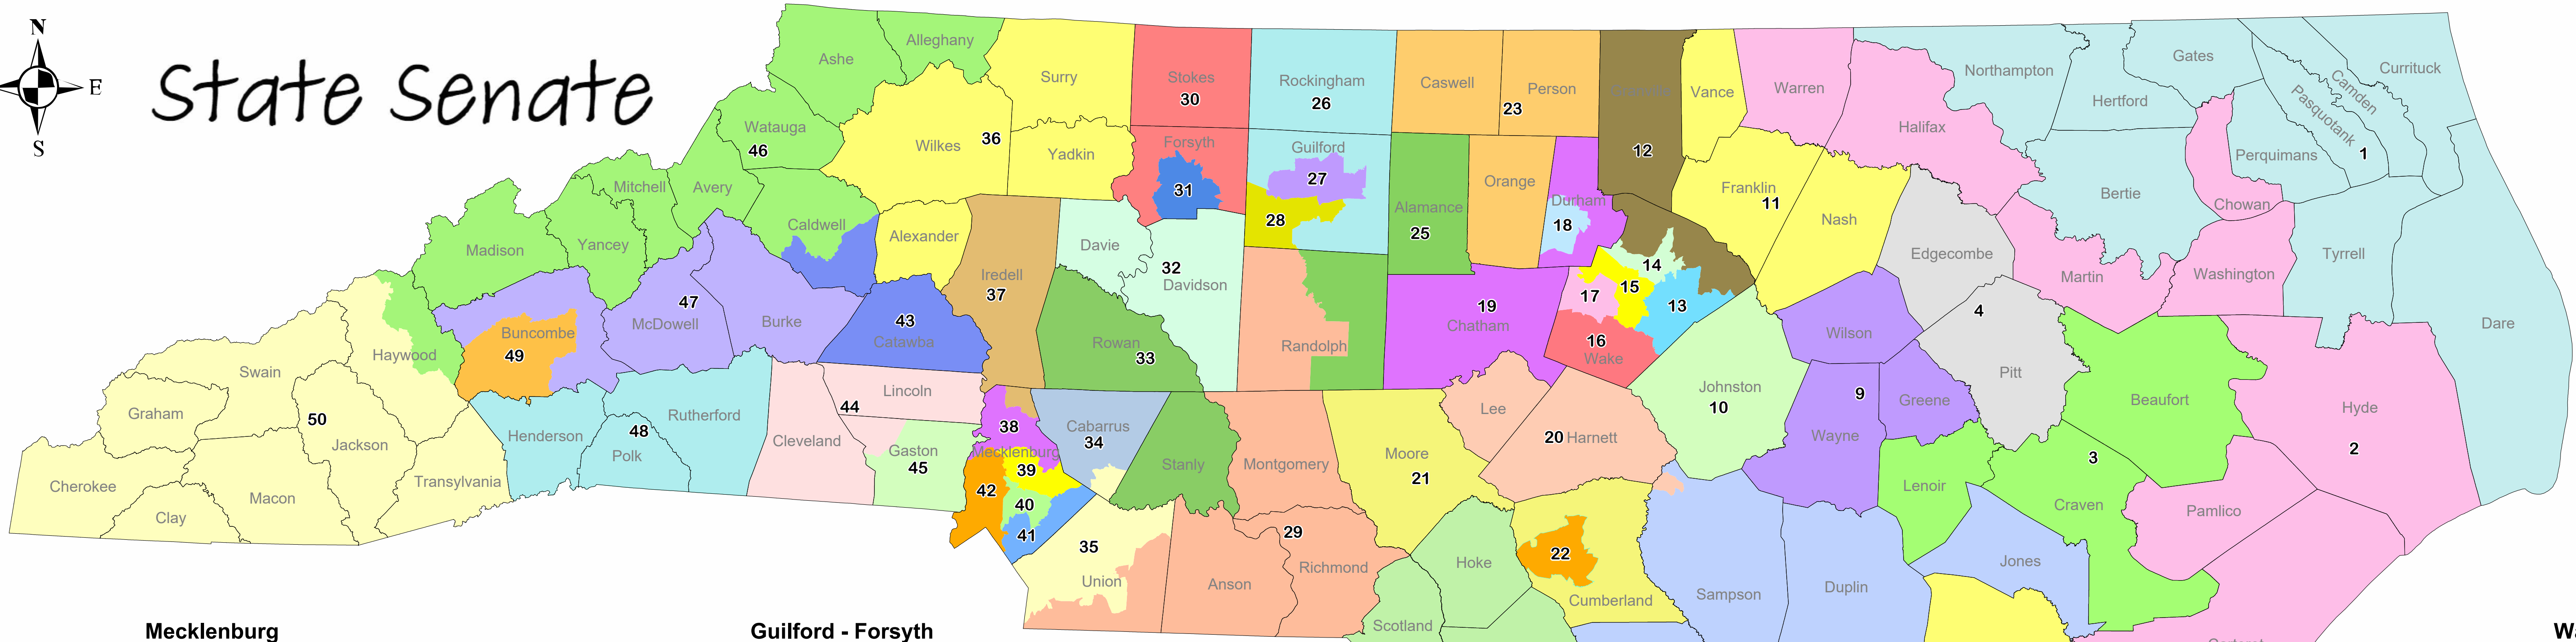 N
E
S
State Senate
Ashe
Alleghany
Surry
Stokes
30
Rockingham
26
Caswell
Person
23
Granville
Vance
Warren
Halifax
Northampton
Hertford
Gates
Camden
Pasquotank
Currituck
1
Perquimans
Chowan
Bertie
Watauga
46
Wilkes
36
Yadkin
Forsyth
31
Guilford
27
28
Alamance
25
Orange
Durham
18
12
Franklin
11
Nash
Edgecombe
Martin
Washington
Tyrrell
Dare
Mitchell
Avery
Madison
Yancey
Caldwell
Alexander
Iredell
37
Davie
32
Davidson
Randolph
19
Chatham
14
15
17
13
16
Wake
Wilson
4
Pitt
Beaufort
Hyde
2
Haywood
Buncombe
49
47
McDowell
Burke
43
Catawba
Rowan
33
Swain
Graham
50
Jackson
Cherokee
Clay
Macon
Transylvania
Henderson
48
Polk
Rutherford
Cleveland
44
Lincoln
Gaston
45
38
Mecklenburg
39
42
40
41
Cabarrus
34
Stanly
Montgomery
Moore
21
Lee
20
Harnett
Johnston
10
9
Wayne
Greene
Lenoir
3
Craven
Pamlico
Jones
35
Union
Anson
29
Richmond
Hoke
Scotland
22
Cumberland
Sampson
Duplin
Mecklenburg
Guilford - Forsyth